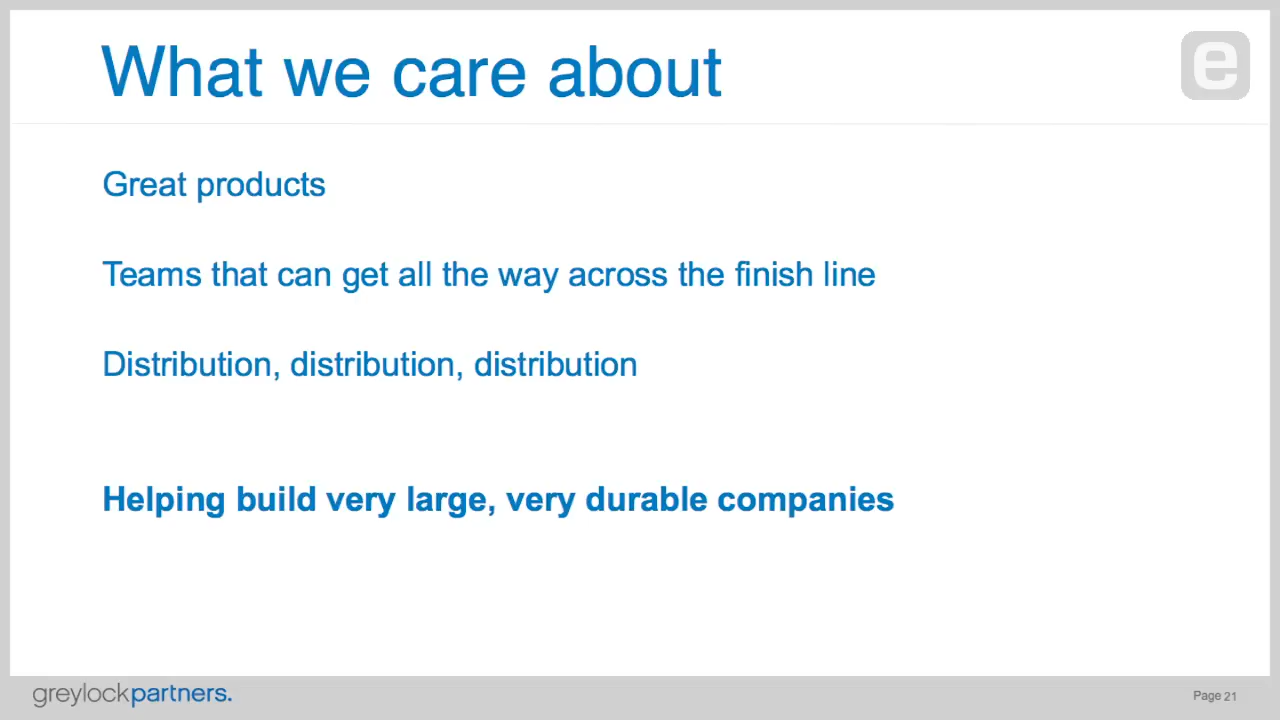 What we care about
e
Great products
Teams that can get all the way across the finish line
Distribution, distribution, distribution
Helping build very large, very durable companies
greylockpartners.
Page 21